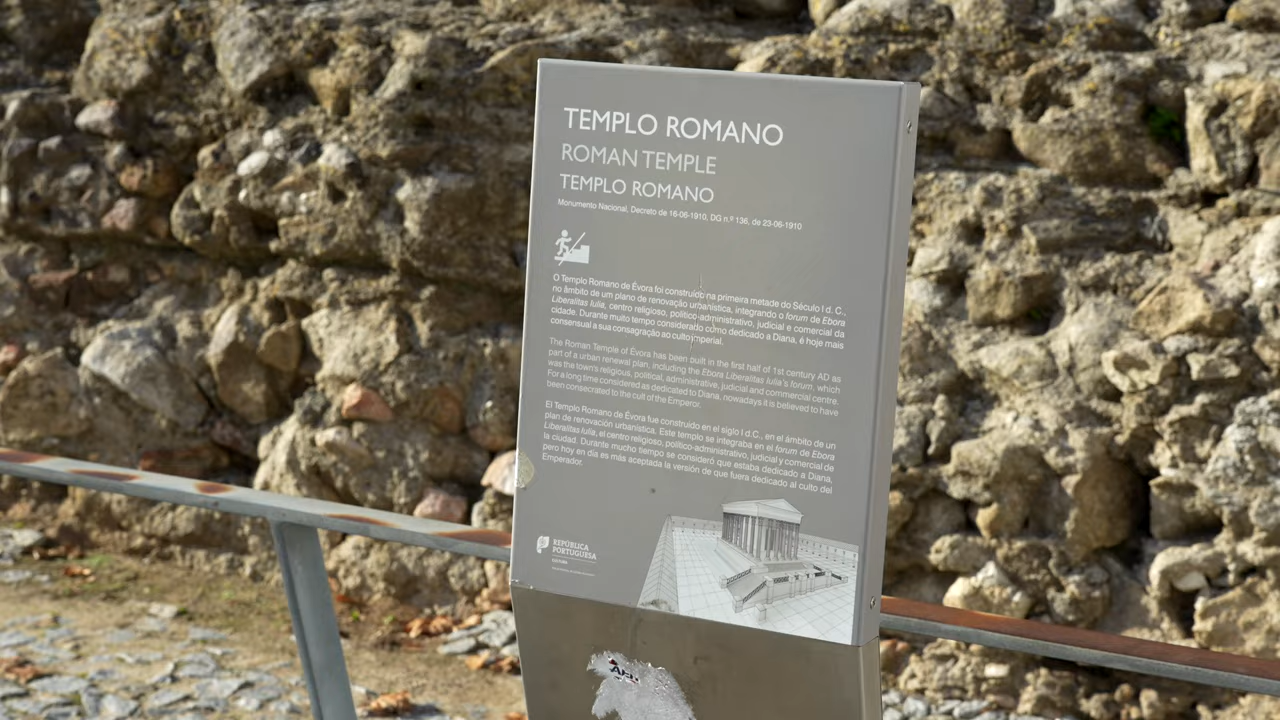 TEMPLO ROMANO
ROMAN TEMPLE
TEMPLO ROMANO
Monumento Nacional, Decreto de 16-06-1910, DG n.º 136, de 23-06-1910
O Templo Romano de Évora foi construído na primeira metade do Século I d. C.,
no âmbito de um plano de renovação urbanística, integrando o forum de Ebora
Liberalitas Iulia, centro religioso, político-administrativo, judicial e comercial da
cidade. Durante muito tempo considerado como dedicado a Diana, é hoje mais
consensual a sua consagração ao culto imperial.
The Roman Temple of Évora has been built in the first half of 1st century AD as
part of a urban renewal plan, including the Ebora Liberalitas Iulia's forum, which
was the town's religious, political, administrative, judicial and commercial centre.
For a long time considered as dedicated to Diana, nowadays it is believed to have
been consecrated to the cult of the Emperor.
El Templo Romano de Évora fue construido en el siglo I d.C., en el ámbito de un
plan de renovación urbanística. Este templo se integraba en el forum de Ebora
Liberalitas Iulia, el centro religioso, político-administrativo, judicial y comercial de
la ciudad. Durante mucho tiempo se consideró que estaba dedicado a Diana,
pero hoy en día es más aceptada la versión de que fuera dedicado al culto del
Emperador.
REPÚBLICA
PORTUGUESA
CULTURA